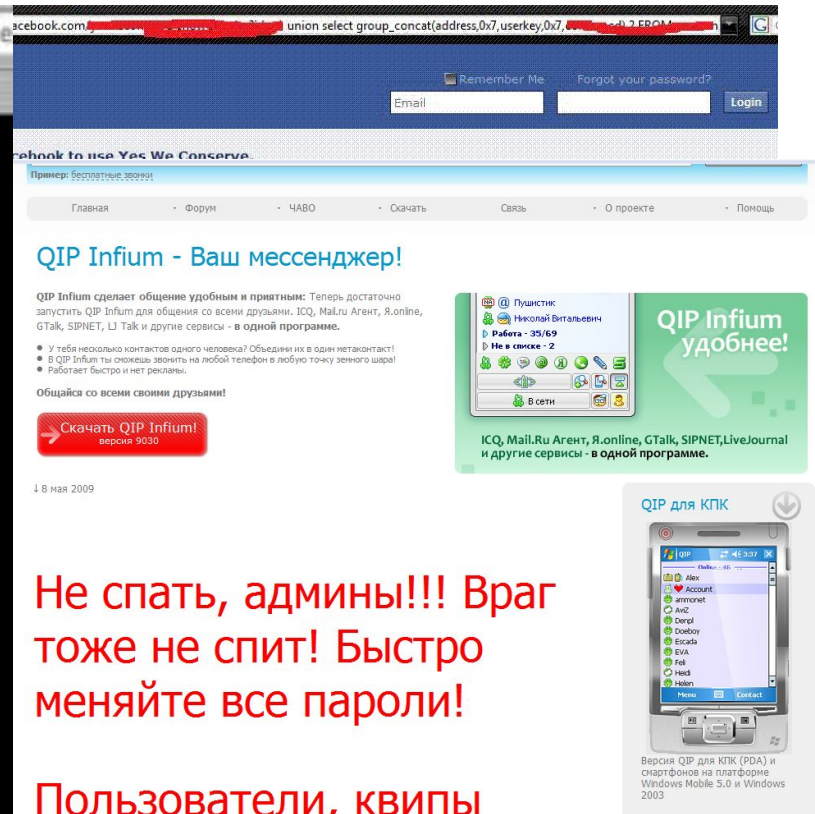 acebook.com/
union select group_concat(address,0x7,userkey,0x7,
2 FROM
G
Remember Me
Forgot your password?
Email
Login
cebook to use Yes We Conserve.
Пример: бесплатные звонки
Главная
· Форум
· ЧАВО
· Скачать
Связь
· О проекте
· Помощь
QIP Infium - Ваш мессенджер!
QIP Infium сделает общение удобным и приятным: Теперь достаточно
запустить QIP Infium для общения со всеми друзьями. ICQ, Mail.ru Агент, Я.online,
GTalk, SIPNET, LJ Talk и другие сервисы - в одной программе.
● У тебя несколько контактов одного человека? Объедини их в один метаконтакт!
● В QIP Infium ты сможешь звонить на любой телефон в любую точку земного шара!
● Работает быстро и нет рекламы.
Общайся со всеми своими друзьями!
Скачать QIP Infium!
версия 9030
↓ 8 мая 2009
Пушистик
Николай Витальевич
Работа - 35/69
Не в списке - 2
В сети
QIP Infium
удобнее!
ICQ, Mail.Ru Агент, Я.online, GTalk, SIPNET,LiveJournal
и другие сервисы - в одной программе.
QIP для КПК
QIP
3:37
Alex
Account
ammonet
AviZ
Denpl
Doeboy
Escada
EVA
Feli
Heidi
Helen
Menu
Contact
Версия QIP для КПК (PDA) и
смартфонов на платформе
Windows Mobile 5.0 и Windows
2003
Не спать, админы!!! Враг
тоже не спит! Быстро
меняйте все пароли!
Пользователи, квипы